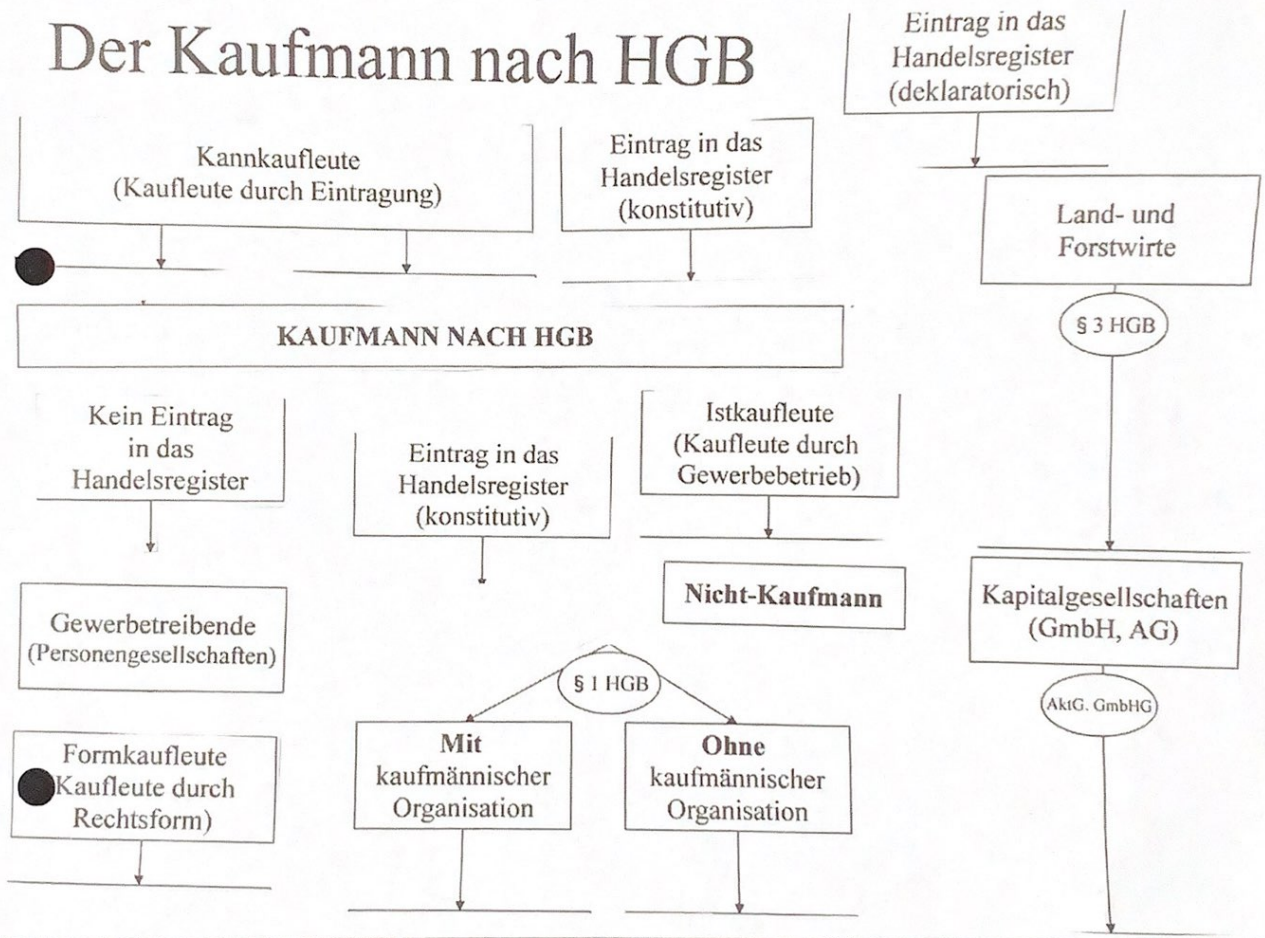 Der Kaufmann nach HGB
Eintrag in das
Handelsregister
(deklaratorisch)
Kannkaufleute
(Kaufleute durch Eintragung)
Eintrag in das
Handelsregister
(konstitutiv)
Land- und
Forstwirte
§ 3 HGB
KAUFMANN NACH HGB
Kein Eintrag
in das
Handelsregister
Eintrag in das
Handelsregister
(konstitutiv)
Istkaufleute
(Kaufleute durch
Gewerbebetrieb)
Nicht-Kaufmann
Kapitalgesellschaften
(GmbH, AG)
AktG. GmbHG
Gewerbetreibende
(Personengesellschaften)
§ 1 HGB
Mit
kaufmännischer
Organisation
Ohne
kaufmännischer
Organisation
Formkaufleute
Kaufleute durch
Rechtsform)